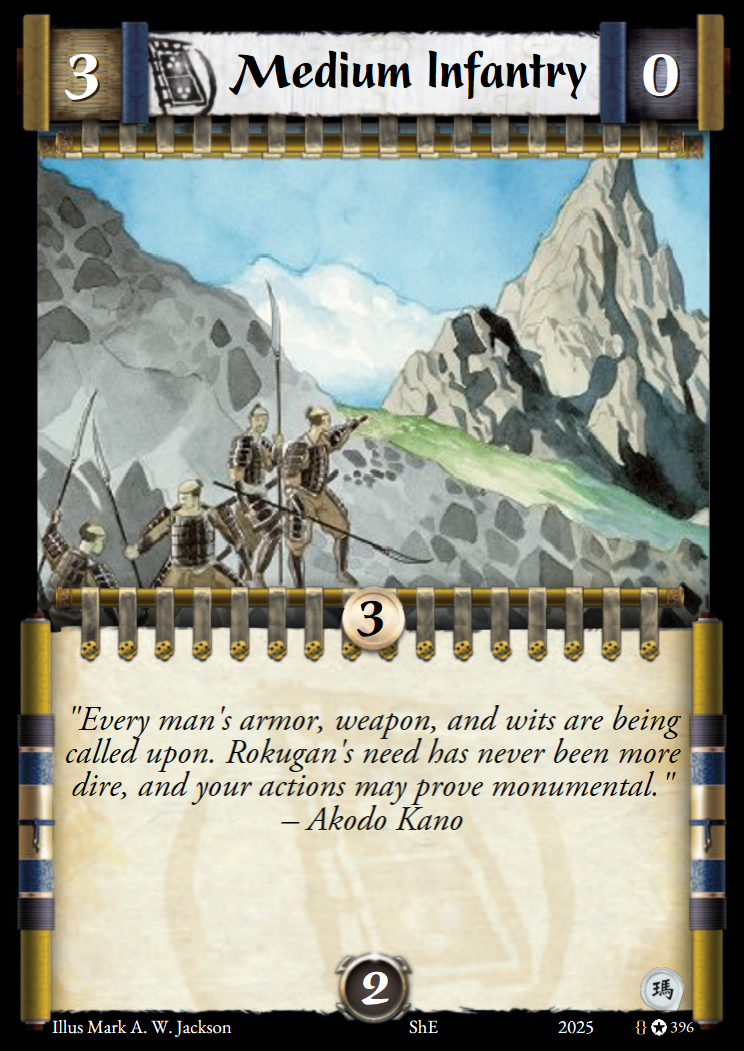 3 Medium Infantry 0
3
"Every man's armor, weapon, and wits are being
called upon. Rokugan's need has never been more
dire, and your actions may prove monumental."
– Akodo Kano
2
瑪
Illus Mark A. W. Jackson ShE 2025 {} ✪ 396